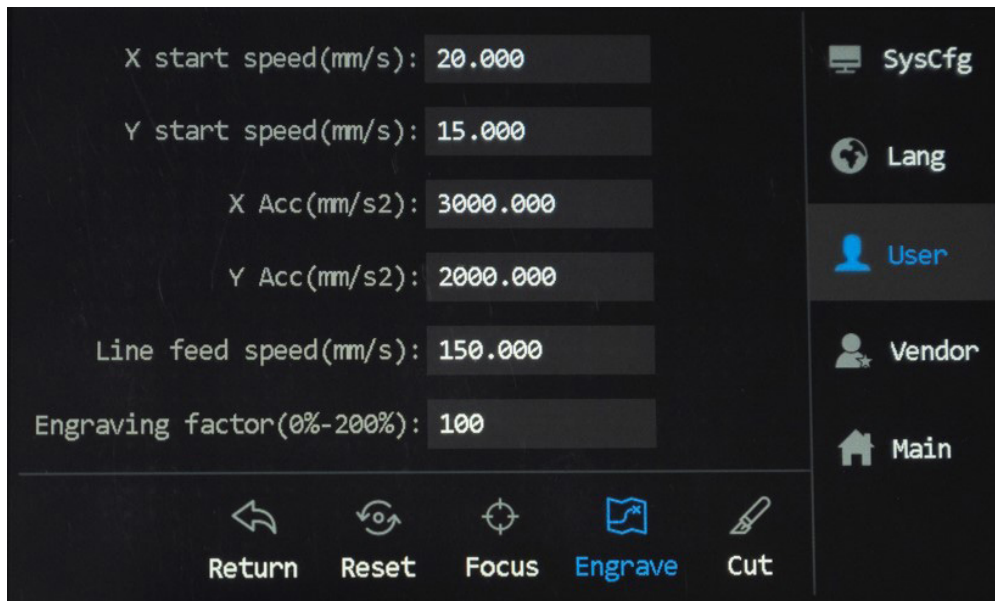 X start speed(mm/s): 20.000
Y start speed(mm/s): 15.000
X Acc(mm/s2): 3000.000
Y Acc(mm/s2): 2000.000
Line feed speed(mm/s): 150.000
Engraving factor(0%-200%): 100
SysCfg
Lang
User
Vendor
Main
Return Reset Focus Engrave Cut